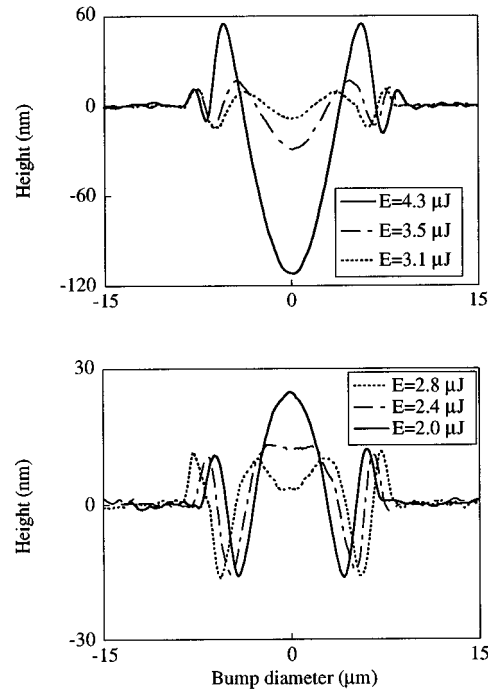 60
0
-60
-120
Height (nm)
E=4.3 µJ
E=3.5 µJ
E=3.1 µJ
-15
0
15
30
0
-30
Height (nm)
E=2.8 µJ
E=2.4 µJ
E=2.0 µJ
-15
0
15
Bump diameter (µm)